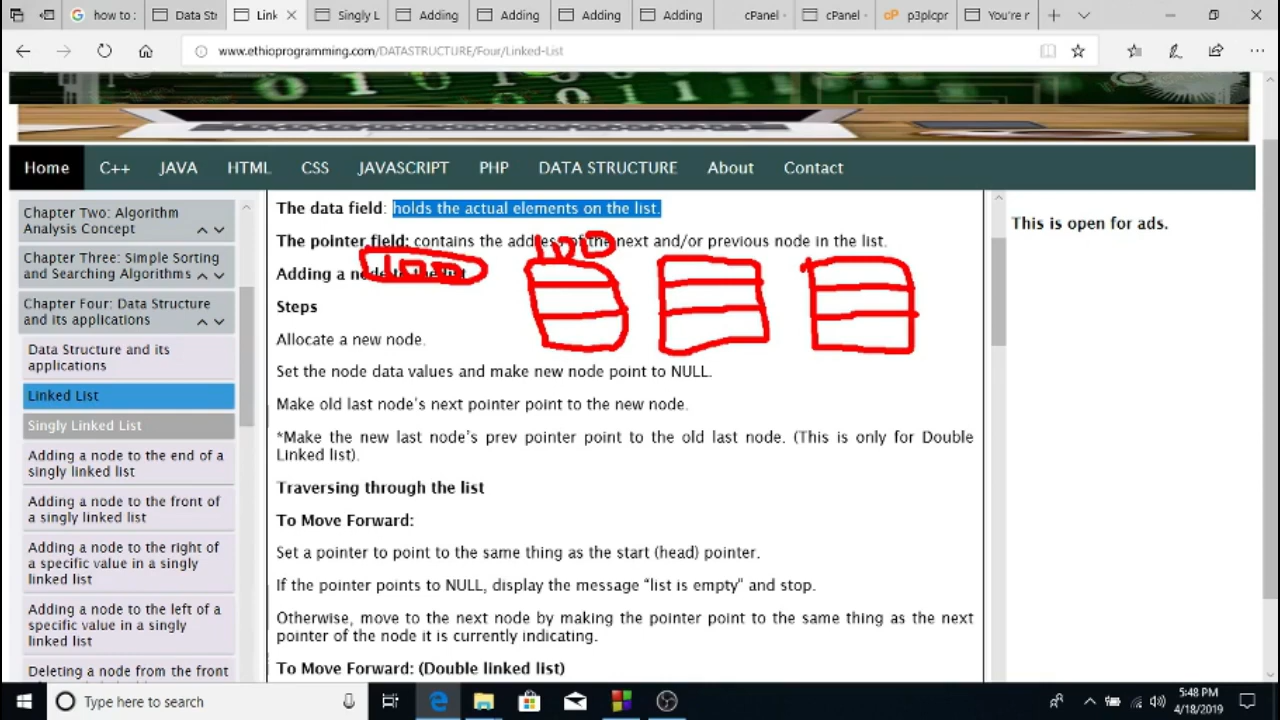 how to :
Data Str
Link
Singly L
Adding
Adding
Adding
Adding
cPanel -
cPanel -
cP p3plcpr
You're r
www.ethioprogramming.com/DATASTRUCTURE/Four/Linked-List
Home C++ JAVA HTML CSS JAVASCRIPT PHP DATA STRUCTURE About Contact
Chapter Two: Algorithm
Analysis Concept
Chapter Three: Simple Sorting
and Searching Algorithms
Chapter Four: Data Structure
and its applications
Data Structure and its
applications
Linked List
Singly Linked List
Adding a node to the end of a
singly linked list
Adding a node to the front of
a singly linked list
Adding a node to the right of
a specific value in a singly
linked list
Adding a node to the left of a
specific value in a singly
linked list
Deleting a node from the front
The data field: holds the actual elements on the list.
The pointer field: contains the address of the next and/or previous node in the list.
100
100
Adding a node to the list
Steps
Allocate a new node.
Set the node data values and make new node point to NULL.
Make old last node's next pointer point to the new node.
*Make the new last node's prev pointer point to the old last node. (This is only for Double
Linked list).
Traversing through the list
To Move Forward:
Set a pointer to point to the same thing as the start (head) pointer.
If the pointer points to NULL, display the message “list is empty” and stop.
Otherwise, move to the next node by making the pointer point to the same thing as the next
pointer of the node it is currently indicating.
To Move Forward: (Double linked list)
This is open for ads.
Type here to search
5:48 PM
4/18/2019